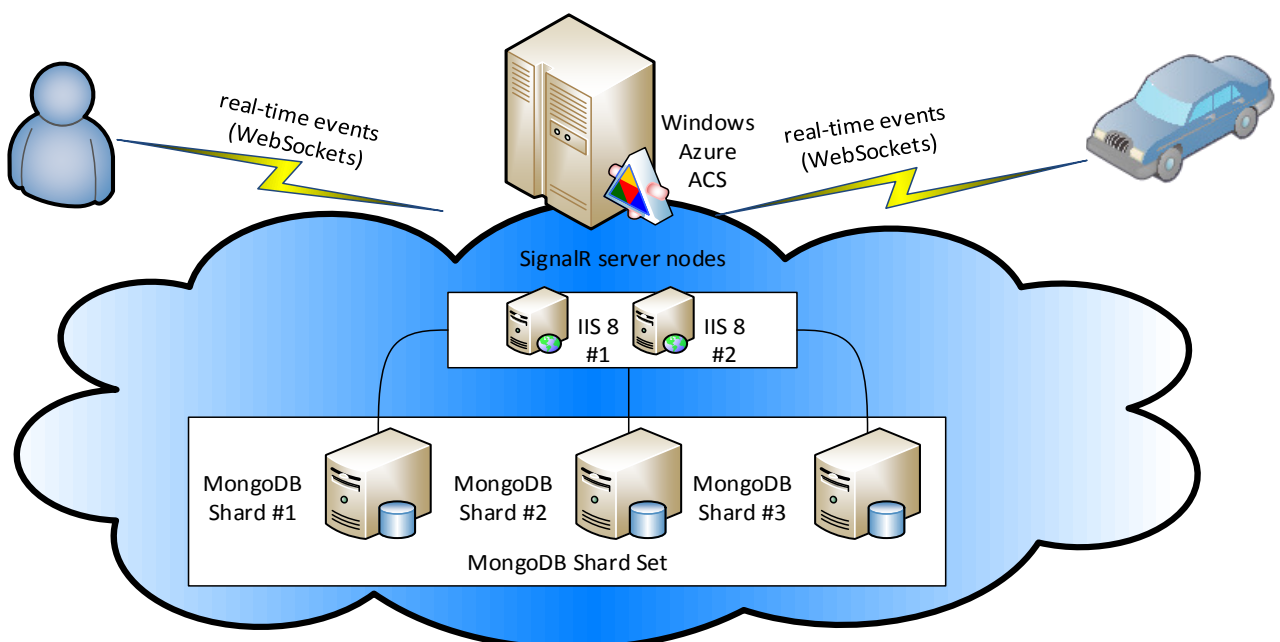 real-time events
(WebSockets)
Windows
Azure
ACS
real-time events
(WebSockets)
SignalR server nodes
IIS 8
#1
IIS 8
#2
MongoDB
Shard #1
MongoDB
Shard #2
MongoDB
Shard #3
MongoDB Shard Set